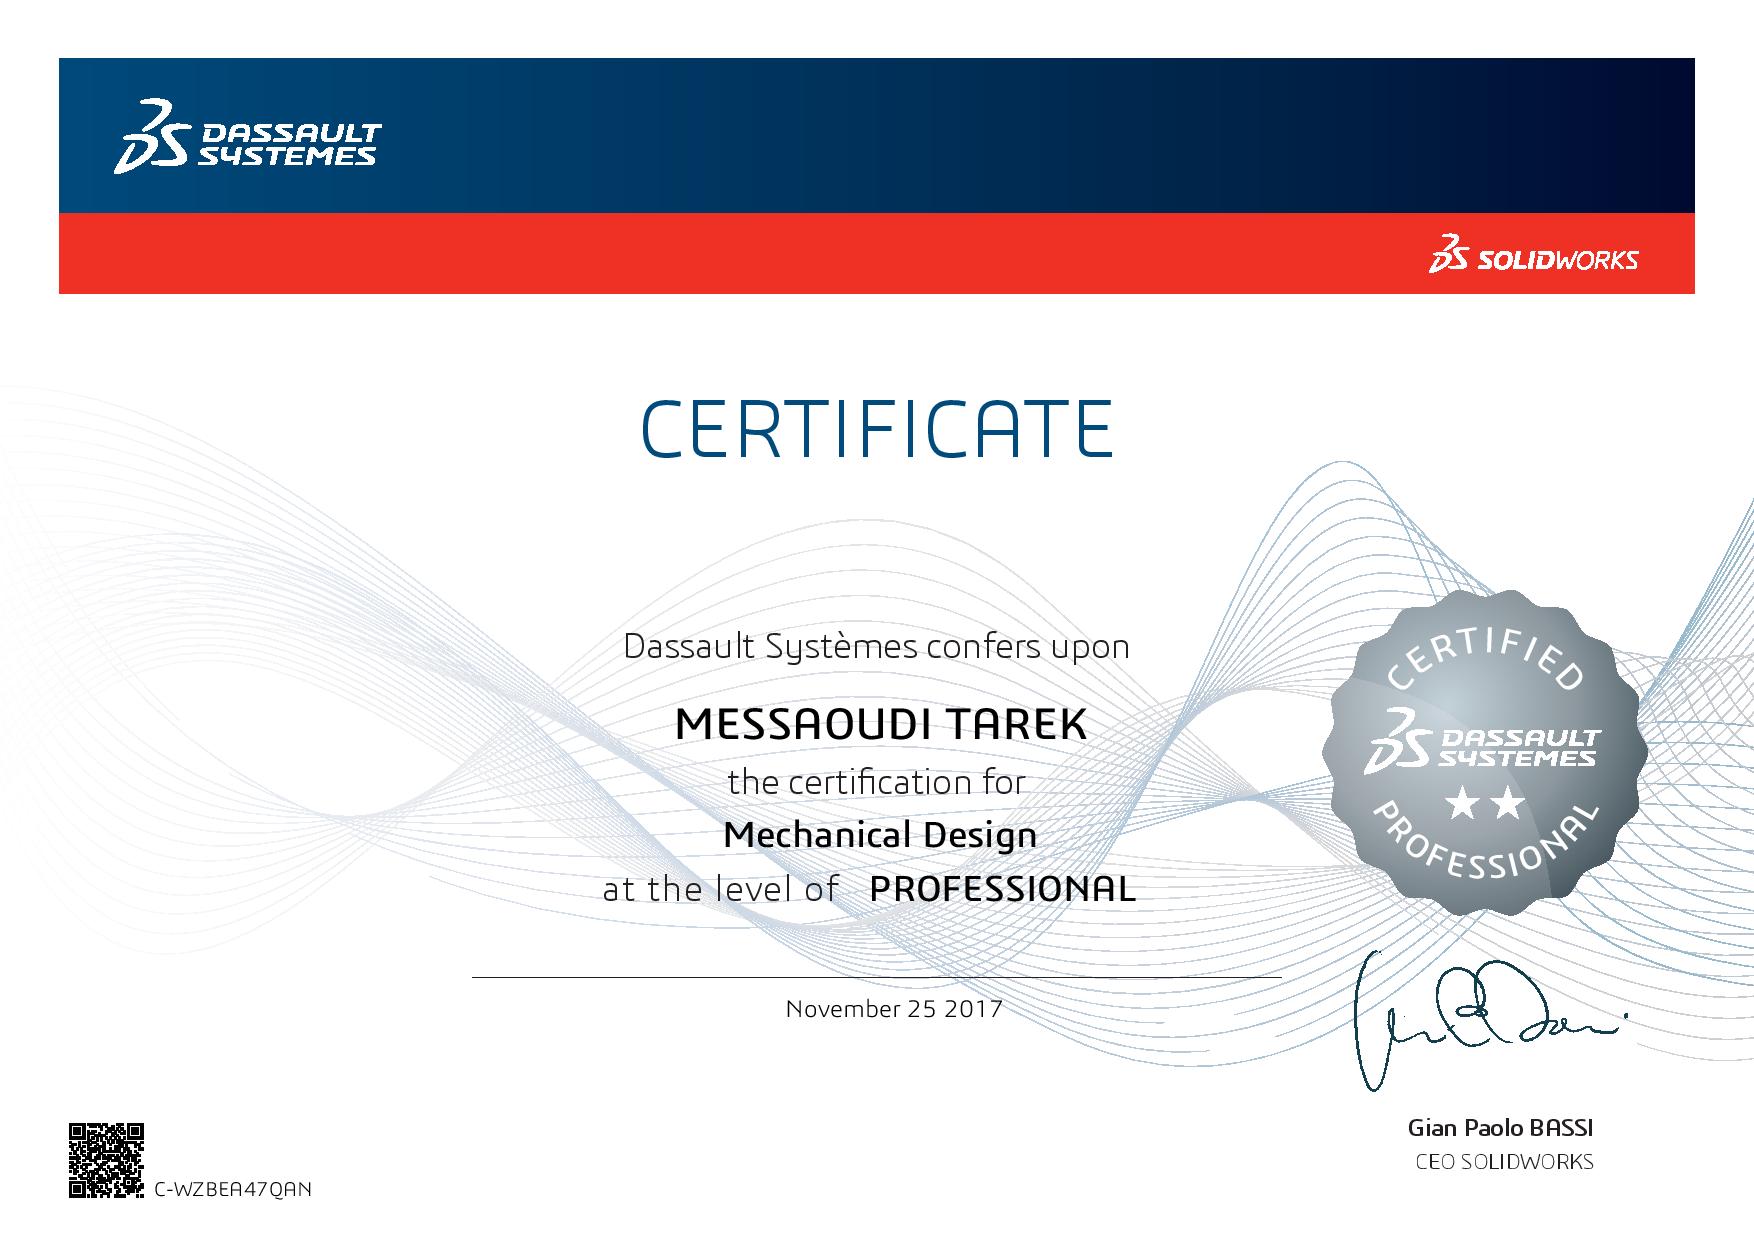 DASSAULT
SYSTEMES
SOLIDWORKS
CERTIFICATE
Dassault Systèmes confers upon
MESSAOUDI TAREK
the certification for
Mechanical Design
at the level of PROFESSIONAL
CERTIFIED
DASSAULT
SYSTEMES
PROFESSIONAL
November 25 2017
Gian Paolo BASSI
CEO SOLIDWORKS
C-WZBEA47QAN